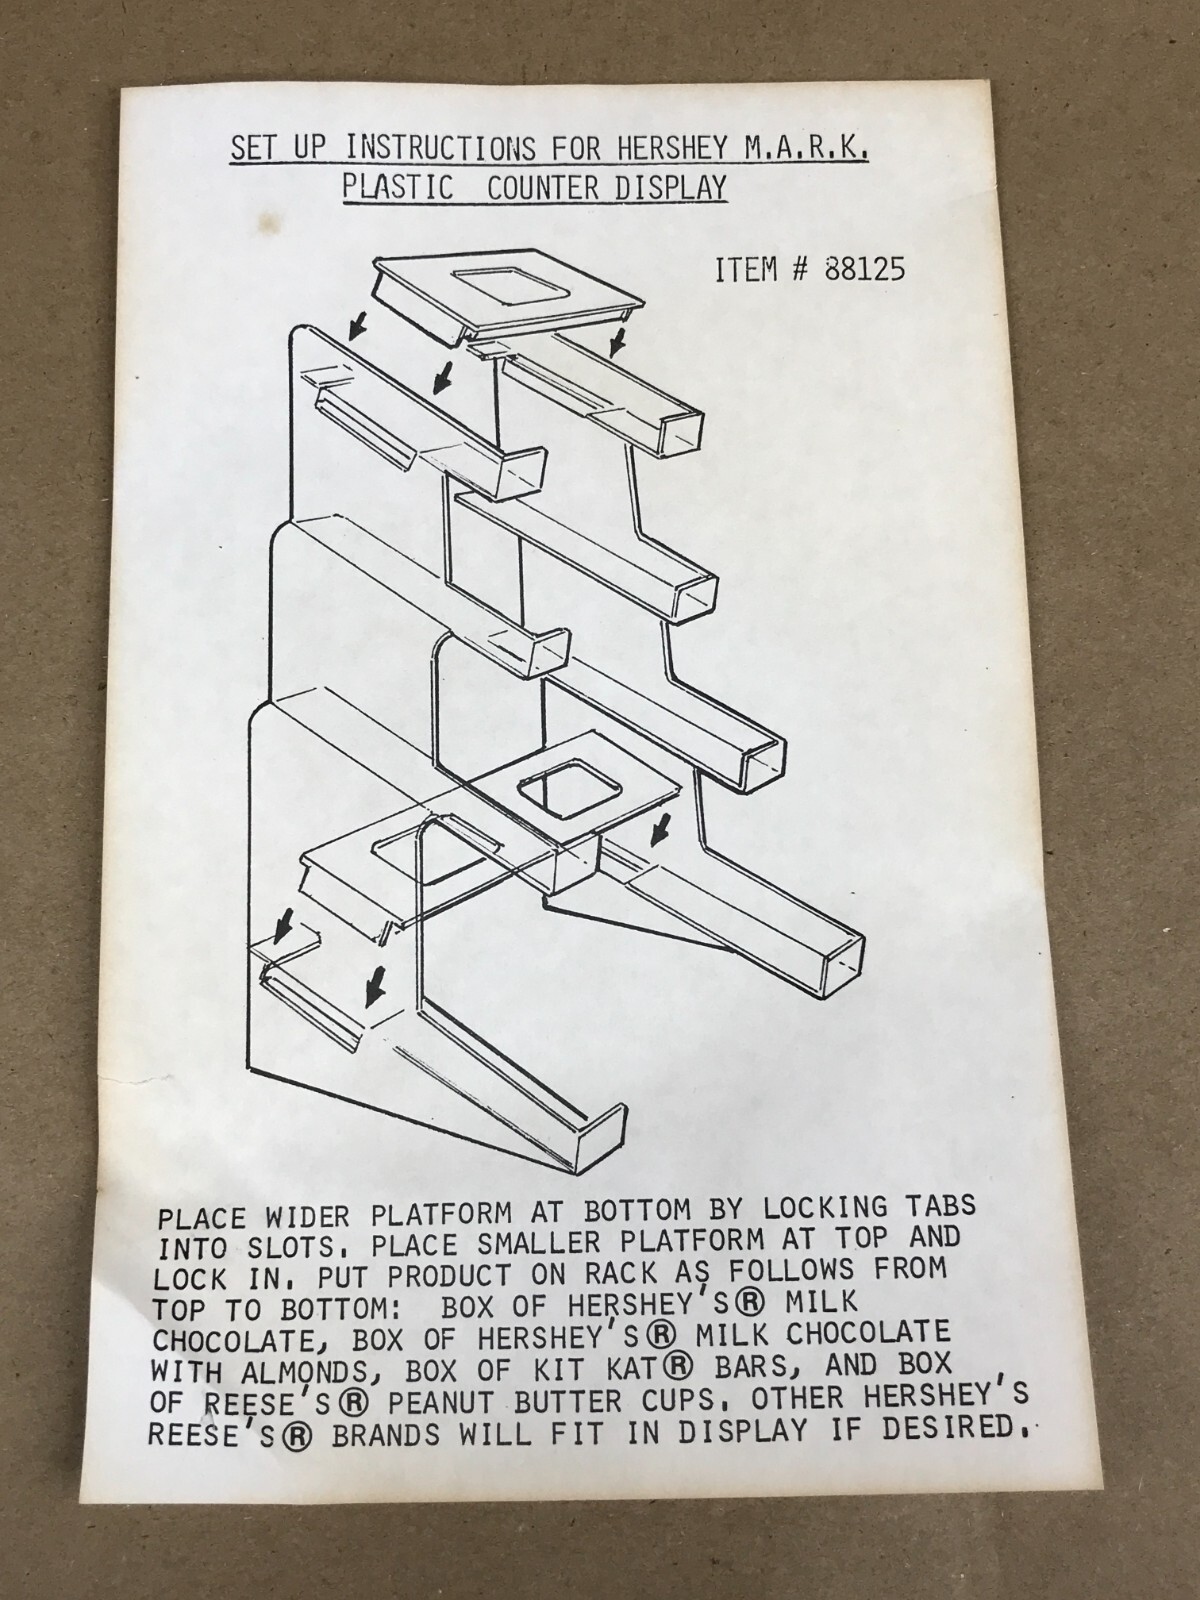 SET UP INSTRUCTIONS FOR HERSHEY M.A.R.K.
PLASTIC COUNTER DISPLAY
ITEM # 88125
PLACE WIDER PLATFORM AT BOTTOM BY LOCKING TABS
INTO SLOTS. PLACE SMALLER PLATFORM AT TOP AND
LOCK IN. PUT PRODUCT ON RACK AS FOLLOWS FROM
TOP TO BOTTOM: BOX OF HERSHEY'S® MILK
CHOCOLATE, BOX OF HERSHEY'S® MILK CHOCOLATE
WITH ALMONDS, BOX OF KIT KAT® BARS, AND BOX
OF REESE'S® PEANUT BUTTER CUPS. OTHER HERSHEY'S
REESE'S® BRANDS WILL FIT IN DISPLAY IF DESIRED.